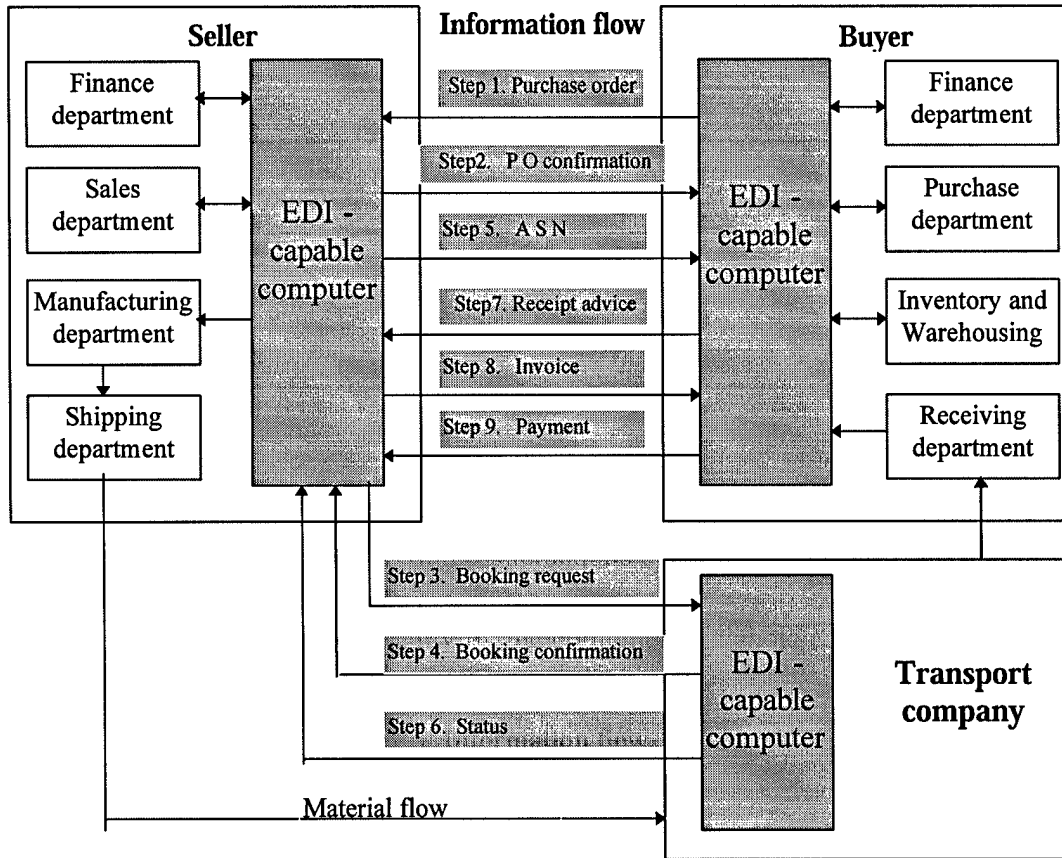 Information flow
Seller
Finance
department
Sales
department
Manufacturing
department
Shipping
department
EDI -
capable
computer
Step 1. Purchase order
Step2. P O confirmation
Step 5. A S N
Step7. Receipt advice
Step 8. Invoice
Step 9. Payment
Buyer
EDI -
capable
computer
Finance
department
Purchase
department
Inventory and
Warehousing
Receiving
department
Step 3. Booking request
Step 4. Booking confirmation
Step 6. Status
EDI -
capable
computer
Transport
company
Material flow